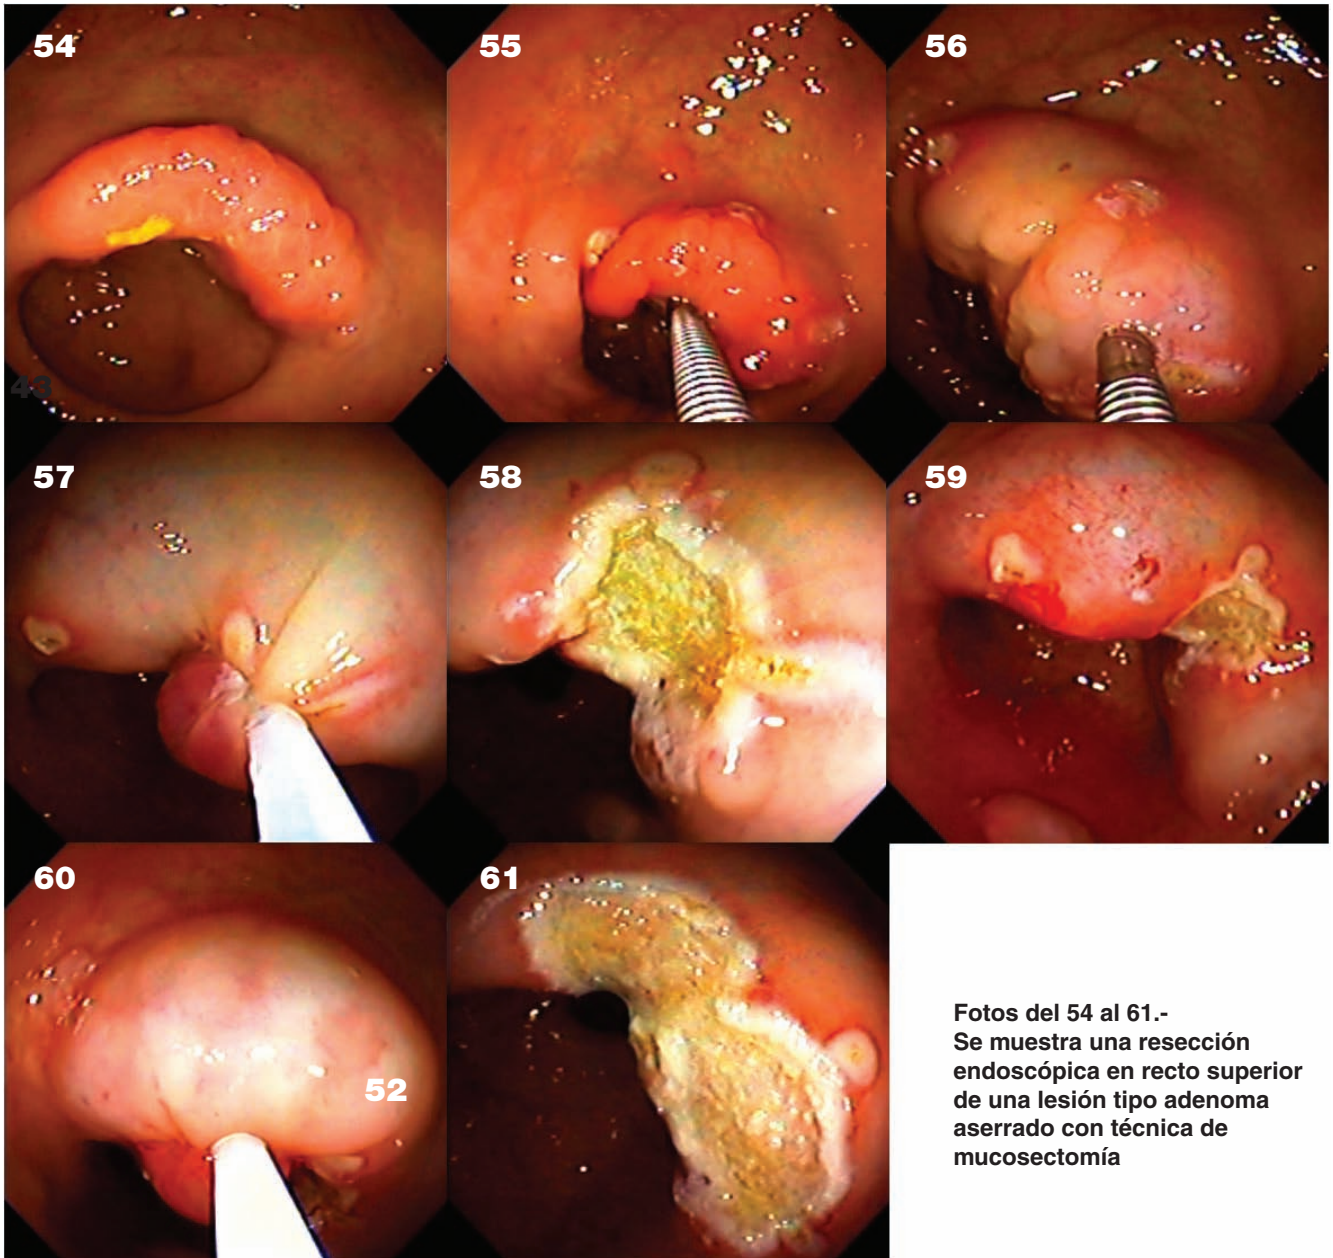 54
55
56
43
57
58
59
60
61
52
Fotos del 54 al 61.-
Se muestra una resección
endoscópica en recto superior
de una lesión tipo adenoma
aserrado con técnica de
mucosectomía